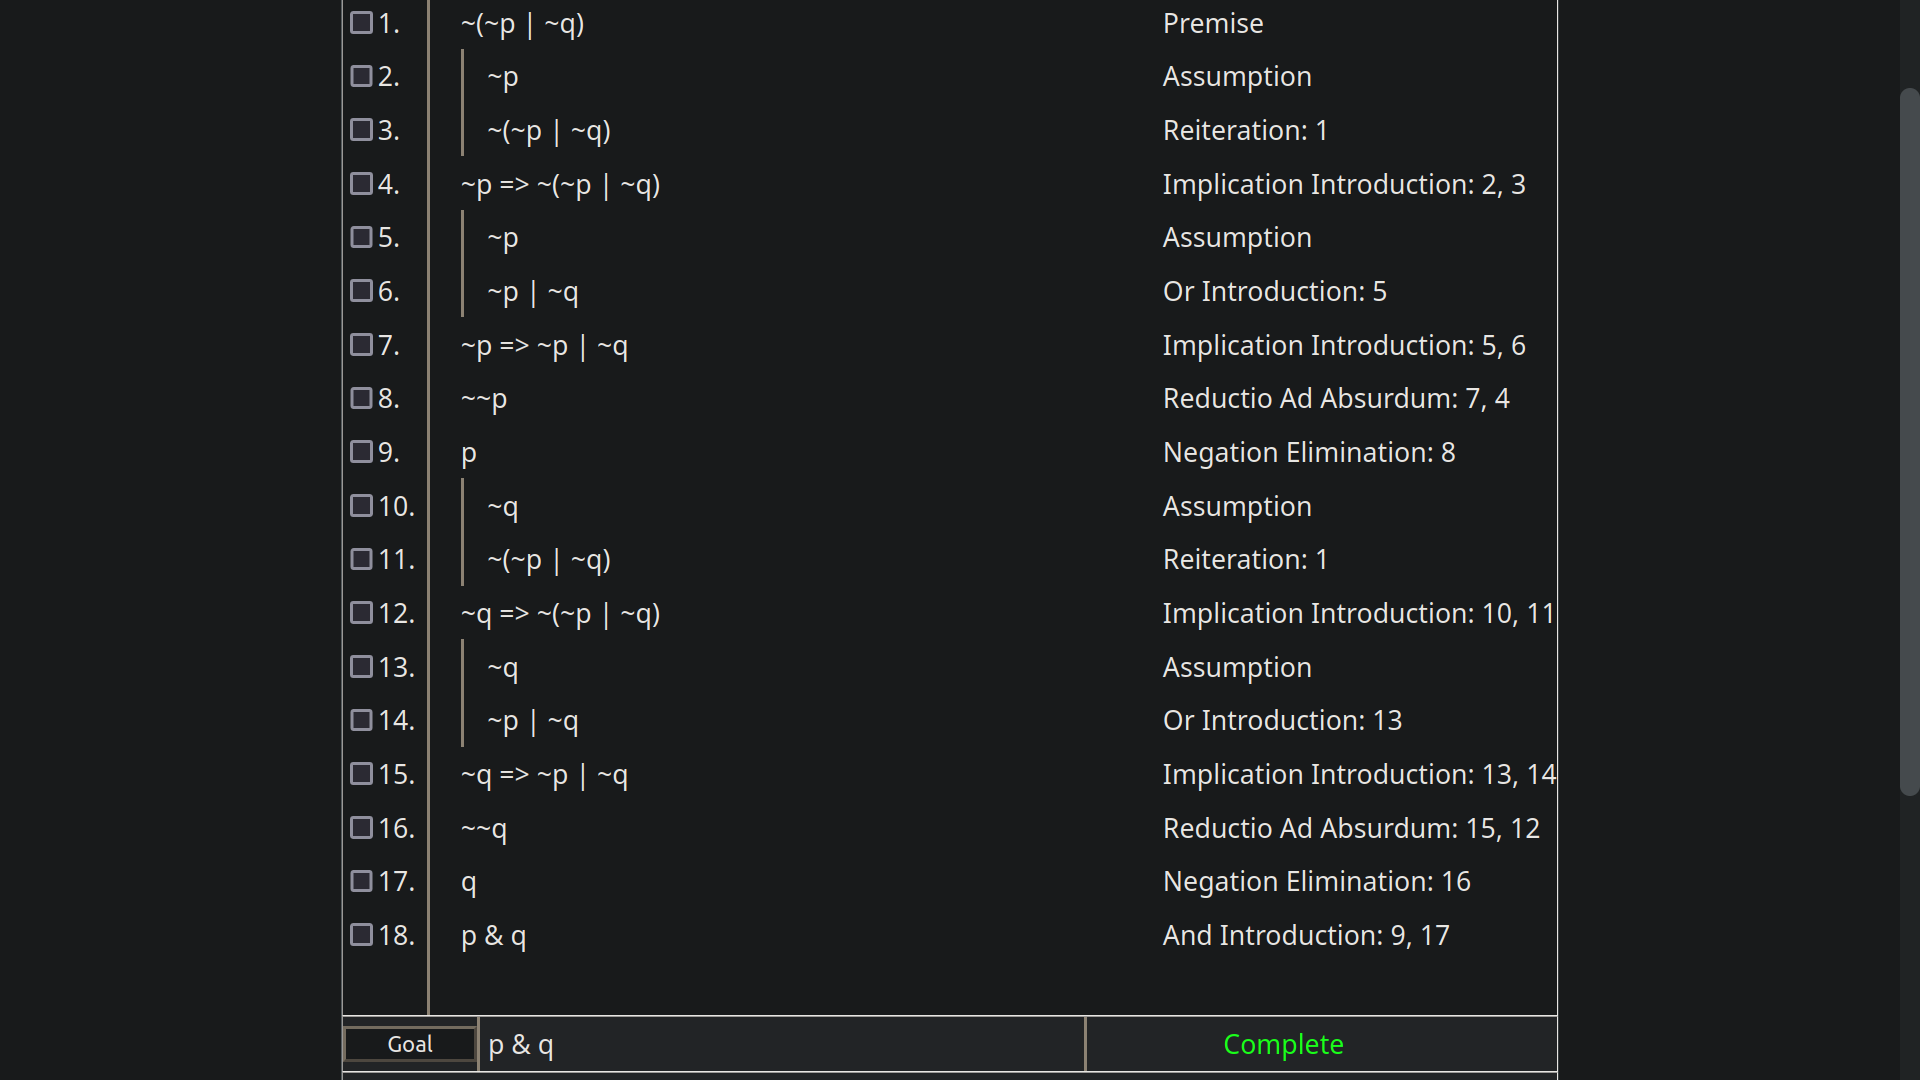 1. ~(~p | ~q) Premise
2. ~p Assumption
3. ~(~p | ~q) Reiteration: 1
4. ~p => ~(~p | ~q) Implication Introduction: 2, 3
5. ~p Assumption
6. ~p | ~q Or Introduction: 5
7. ~p => ~p | ~q Implication Introduction: 5, 6
8. ~~p Reductio Ad Absurdum: 7, 4
9. p Negation Elimination: 8
10. ~q Assumption
11. ~(~p | ~q) Reiteration: 1
12. ~q => ~(~p | ~q) Implication Introduction: 10, 11
13. ~q Assumption
14. ~p | ~q Or Introduction: 13
15. ~q => ~p | ~q Implication Introduction: 13, 14
16. ~~q Reductio Ad Absurdum: 15, 12
17. q Negation Elimination: 16
18. p & q And Introduction: 9, 17
Goal p & q Complete